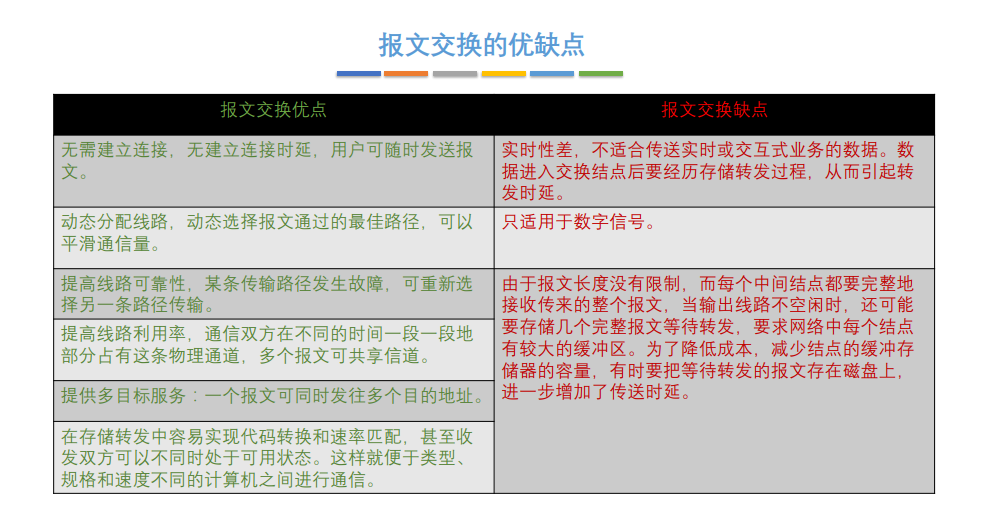 报文交换的优缺点
报文交换优点
报文交换缺点
无需建立连接，无建立连接时延，用户可随时发送报
文。
实时性差，不适合传送实时或交互式业务的数据。数
据进入交换结点后要经历存储转发过程，从而引起转
发时延。
动态分配线路，动态选择报文通过的最佳路径，可以
平滑通信量。
只适用于数字信号。
提高线路可靠性，某条传输路径发生故障，可重新选
择另一条路径传输。
由于报文长度没有限制，而每个中间结点都要完整地
接收传来的整个报文，当输出线路不空闲时，还可能
要存储几个完整报文等待转发，要求网络中每个结点
有较大的缓冲区。为了降低成本，减少结点的缓冲存
储器的容量，有时要把等待转发的报文存在磁盘上，
进一步增加了传送时延。
提高线路利用率，通信双方在不同的时间一段一段地
部分占有这条物理通道，多个报文可共享信道。
提供多目标服务：一个报文可同时发往多个目的地址。
在存储转发中容易实现代码转换和速率匹配，甚至收
发双方可以不同时处于可用状态。这样就便于类型、
规格和速度不同的计算机之间进行通信。